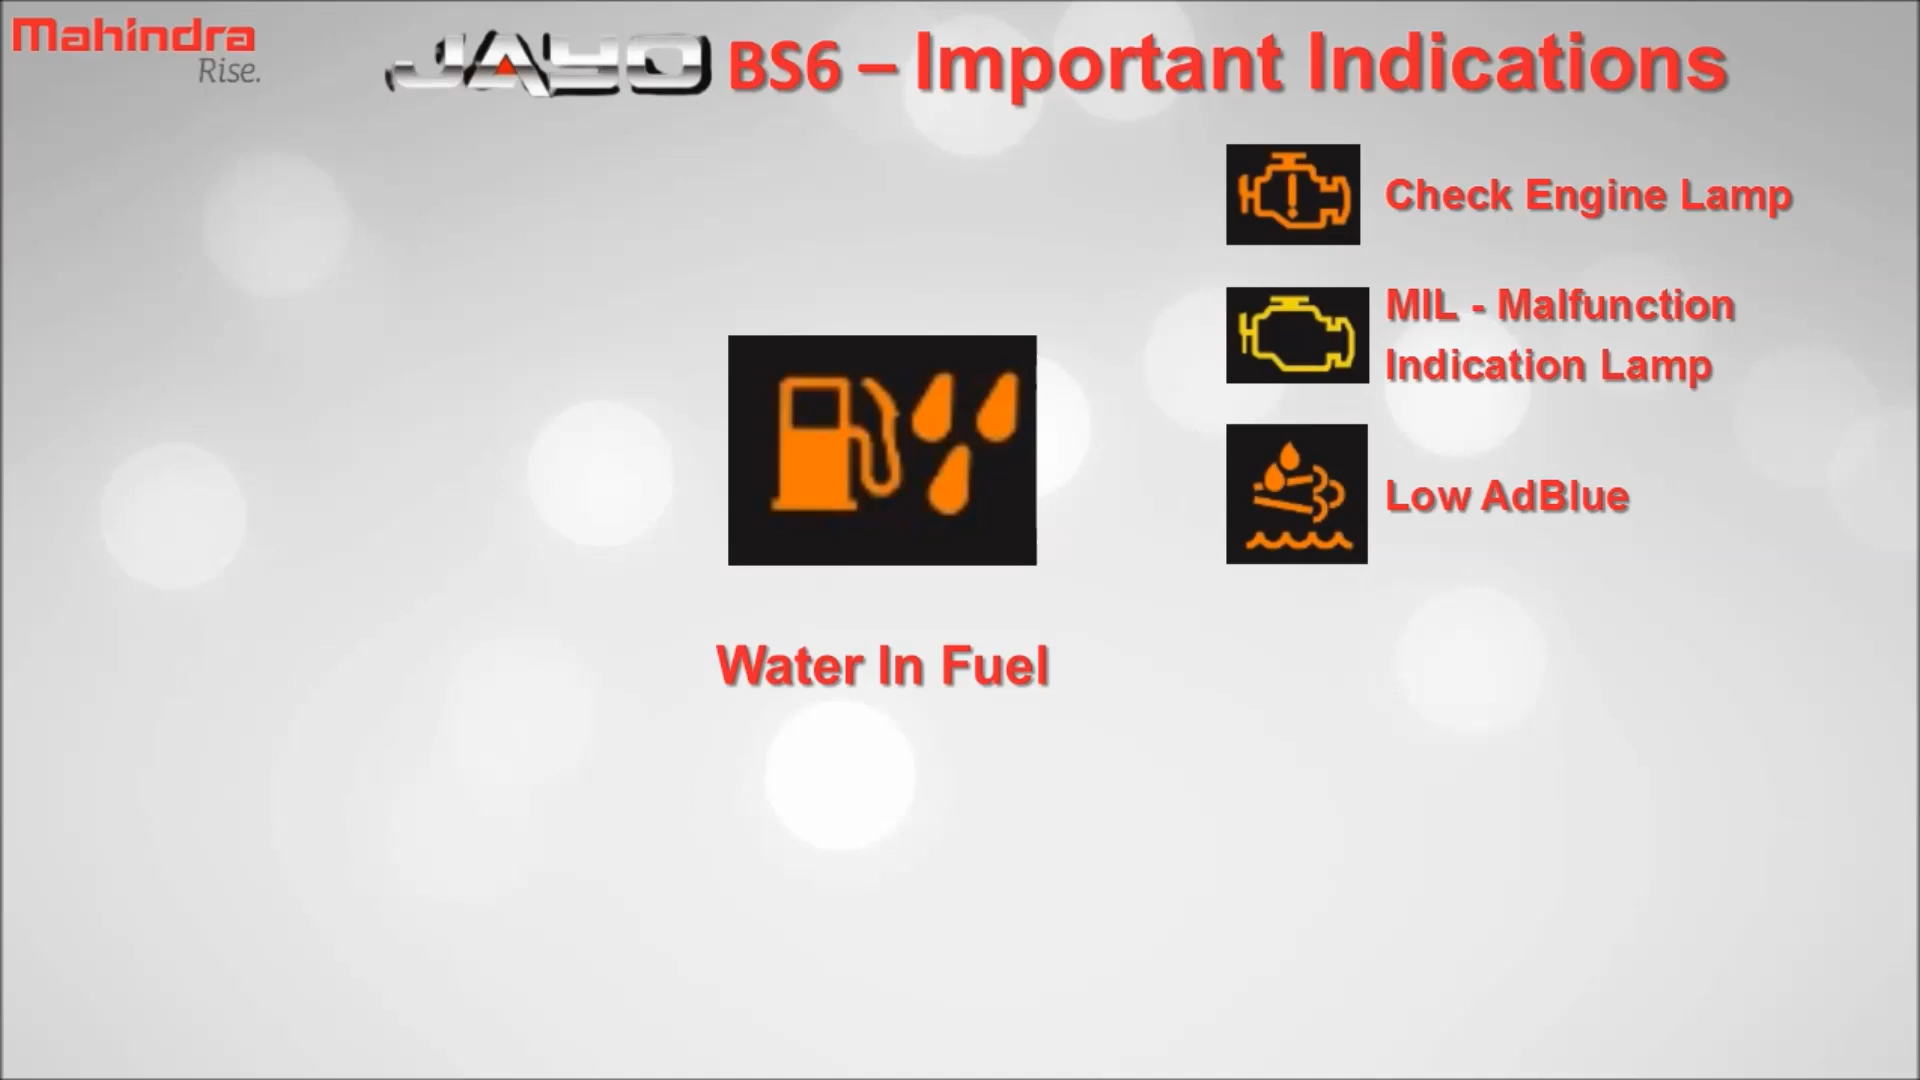 Mahindra
Rise.
JAYO BS6 – Important Indications
Check Engine Lamp
MIL - Malfunction
Indication Lamp
Low AdBlue
Water In Fuel